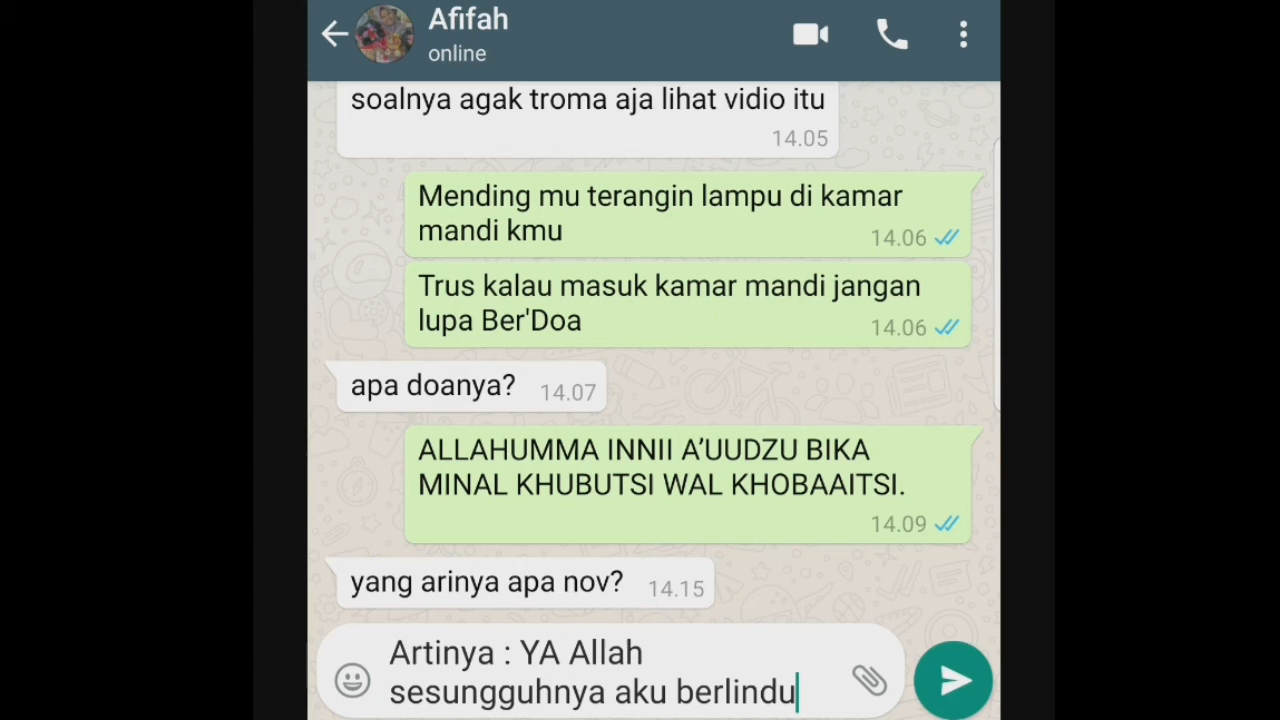 Afifah
online
soalnya agak troma aja lihat vidio itu
14.05
Mending mu terangin lampu di kamar
mandi kmu
14.06
Trus kalau masuk kamar mandi jangan
lupa Ber'Doa
14.06
apa doanya?
14.07
ALLAHUMMA INNII A’UUDZU BIKA
MINAL KHUBUTSI WAL KHOBAAITSI.
14.09
yang arinya apa nov?
14.15
Artinya : YA Allah
sesungguhnya aku berlindu